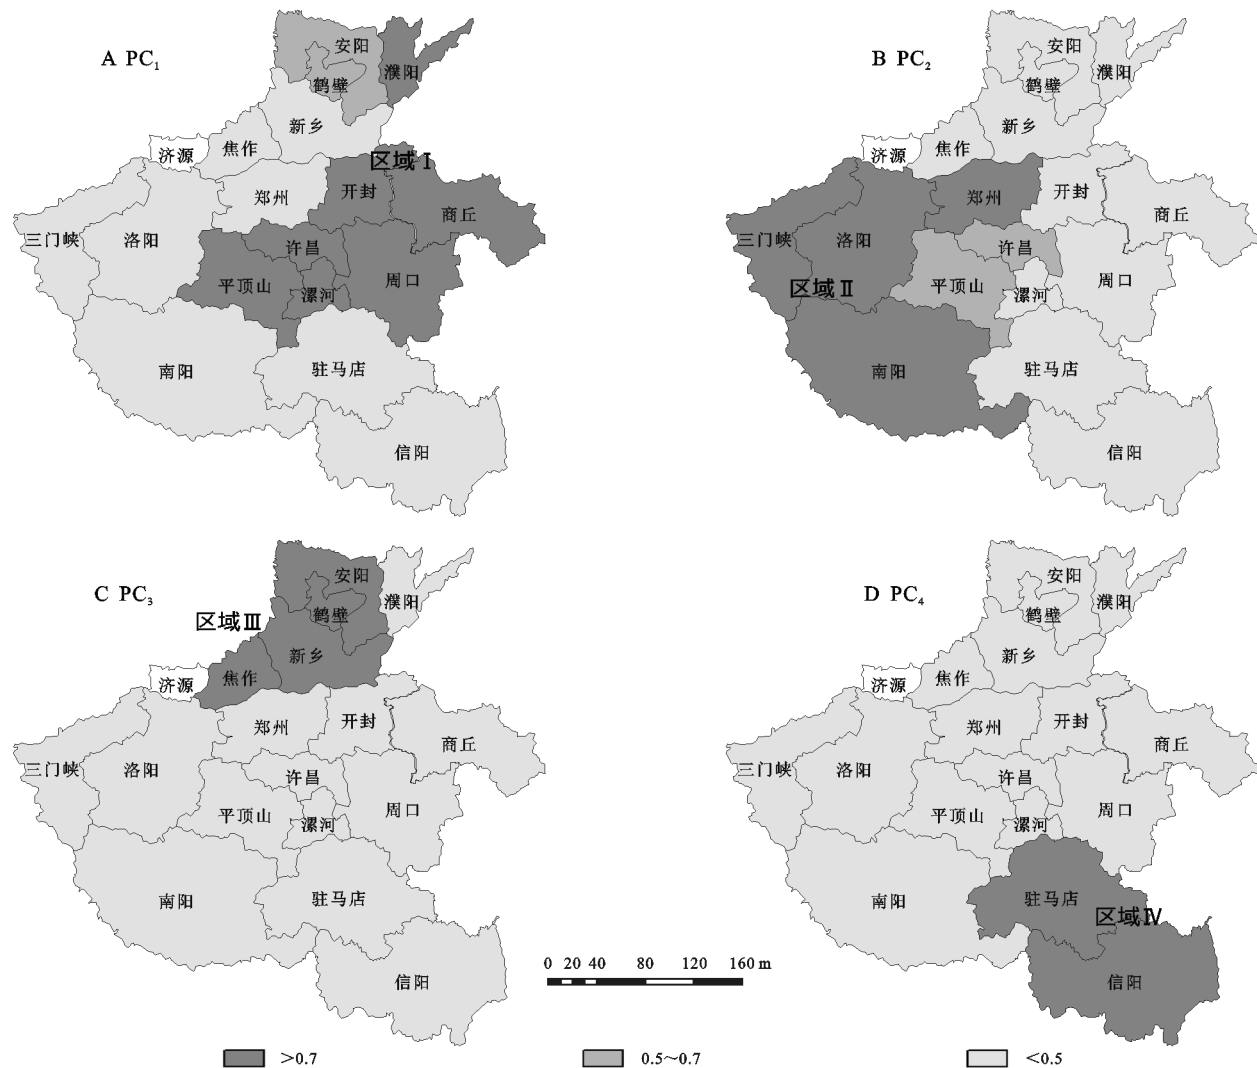 A PC₁
安阳
濮阳
鹤壁
新乡
区域Ⅰ
济源
焦作
郑州
开封
商丘
三门峡
洛阳
许昌
平顶山
漯河
周口
南阳
驻马店
信阳
B PC₂
安阳
濮阳
鹤壁
新乡
济源
焦作
郑州
开封
商丘
三门峡
洛阳
许昌
区域Ⅱ
平顶山
漯河
周口
南阳
驻马店
信阳
C PC₃
安阳
濮阳
鹤壁
区域Ⅲ
新乡
济源
焦作
郑州
开封
商丘
三门峡
洛阳
许昌
平顶山
漯河
周口
南阳
驻马店
信阳
D PC₄
安阳
濮阳
鹤壁
新乡
济源
焦作
郑州
开封
商丘
三门峡
洛阳
许昌
平顶山
漯河
周口
南阳
驻马店
区域Ⅳ
信阳
0 20 40 80 120 160 m
>0.7
0.5~0.7
<0.5